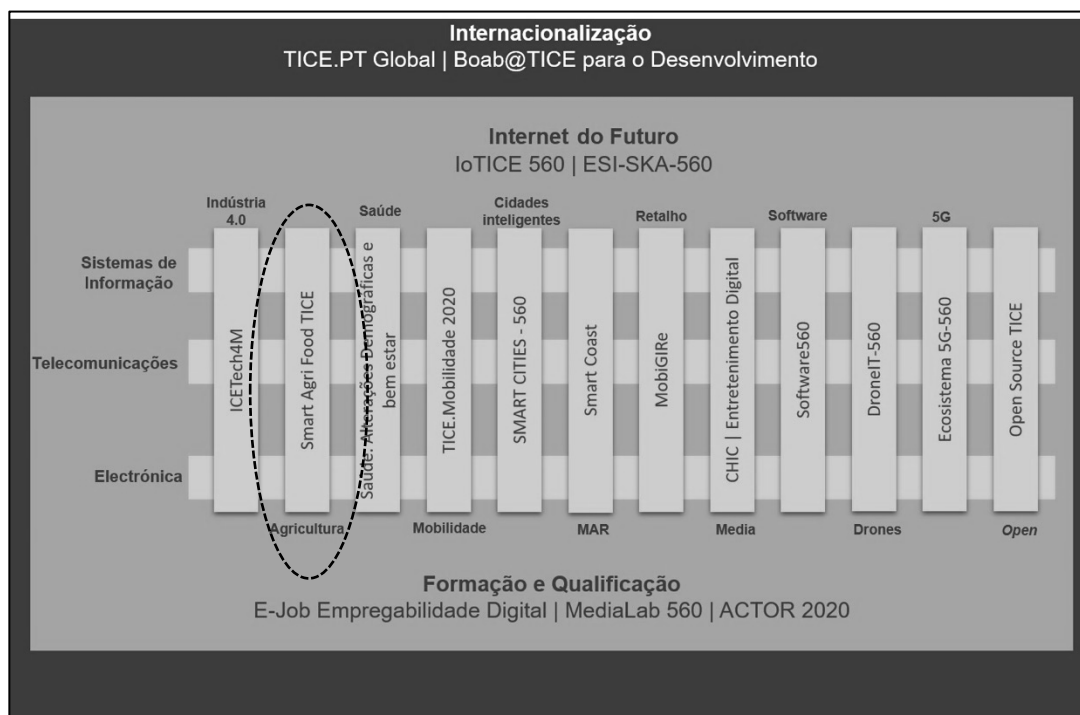 Internacionalização
TICE.PT Global | Boab@TICE para o Desenvolvimento
Internet do Futuro
IoTICE 560 | ESI-SKA-560
Indústria
4.0
Saúde
Cidades
inteligentes
Retalho
Software
5G
Sistemas de
Informação
Telecomunicações
Electrónica
ICETech4M
Smart Agri Food TICE
Saúde. Alterações Demográficas e
bem estar
TICE.Mobilidade 2020
SMART CITIES - 560
Smart Coast
MobiGIRe
CHIC | Entretenimento Digital
Software560
DroneIT-560
Ecosistema 5G-560
Open Source TICE
Agricultura
Mobilidade
MAR
Media
Drones
Open
Formação e Qualificação
E-Job Empregabilidade Digital | MediaLab 560 | ACTOR 2020